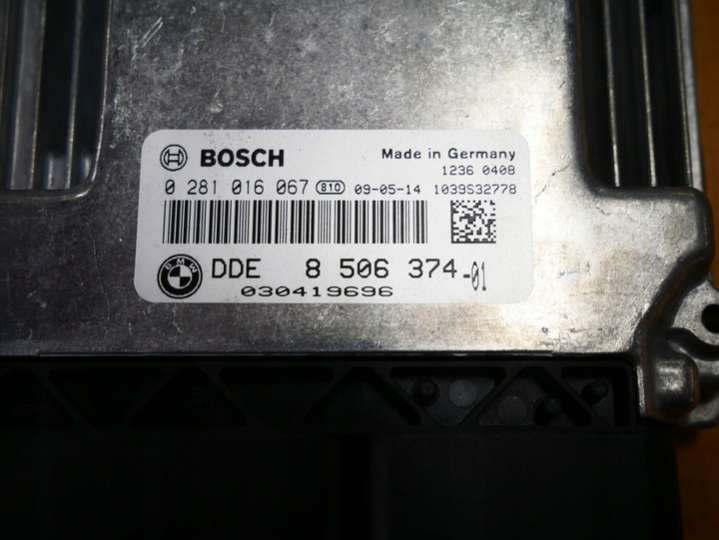 BOSCH Made in Germany
1236 0408
0 281 016 067 810 09-05-14 1039S32778
BMW DDE 8 506 374-01
030419696